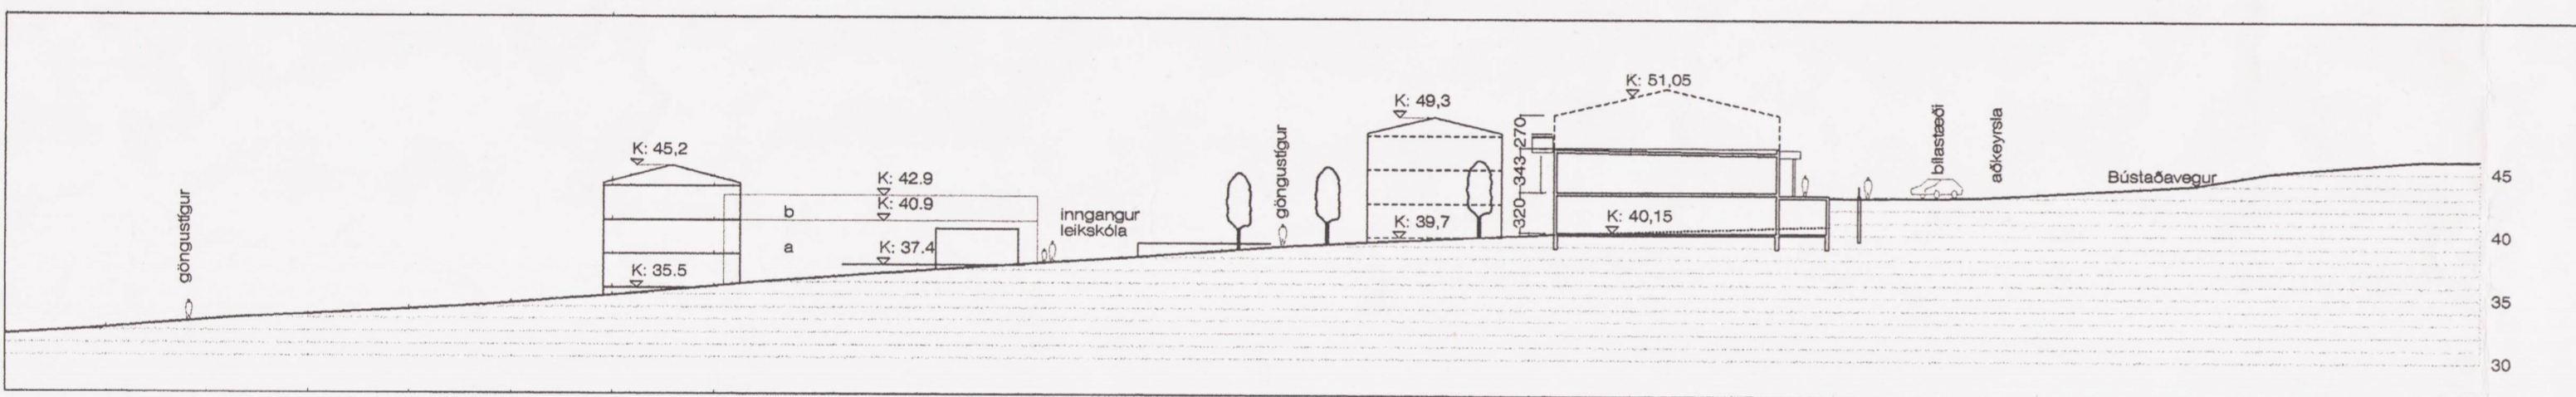 göngustígur
K: 45,2
K: 35.5
b
a
K: 42.9
K: 40.9
K: 37.4
inngangur
leikskóla
göngustígur
K: 49,3
K: 39,7
270
343
320
K: 51,05
K: 40,15
bílastæði
aðkeyrsla
Bústaðavegur
45
40
35
30